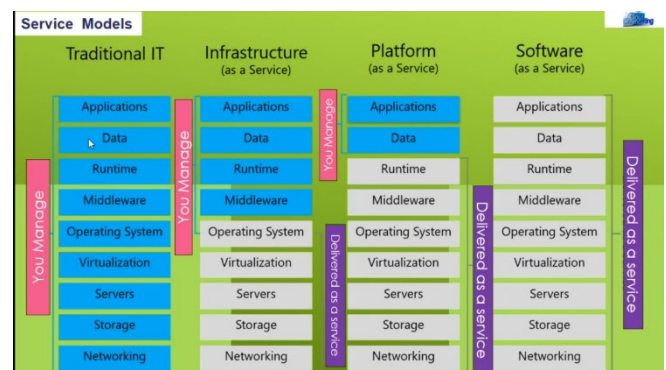 Service Models
Traditional IT
Infrastructure
(as a Service)
Platform
(as a Service)
Software
(as a Service)
You Manage
Applications
Data
Runtime
Middleware
Operating System
Virtualization
Servers
Storage
Networking
You Manage
Applications
Data
Runtime
Middleware
Operating System
Virtualization
Servers
Storage
Networking
Delivered as a service
You Manage
Applications
Data
Runtime
Middleware
Operating System
Virtualization
Servers
Storage
Networking
Delivered as a service
Applications
Data
Runtime
Middleware
Operating System
Virtualization
Servers
Storage
Networking
Delivered as a service